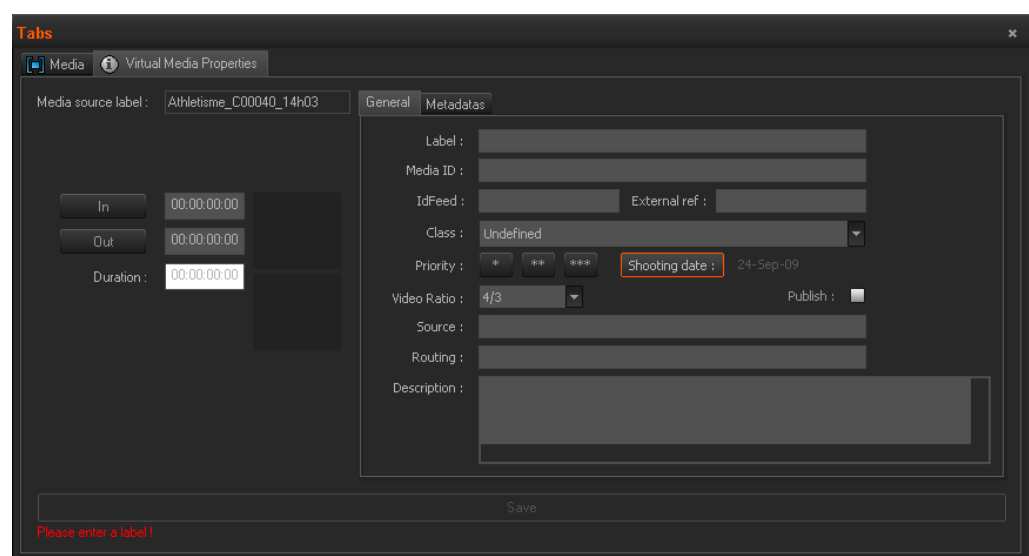 Tabs
Media Virtual Media Properties
Media source label : Athletisme_C00040_14h03
General Metadatas
Label :
Media ID :
IdFeed : External ref :
In 00:00:00:00
Class : Undefined
Out 00:00:00:00
Priority : * ** *** Shooting date : 24-Sep-09
Duration : 00:00:00:00
Video Ratio : 4/3 Publish :
Source :
Routing :
Description :
Save
Please enter a label !